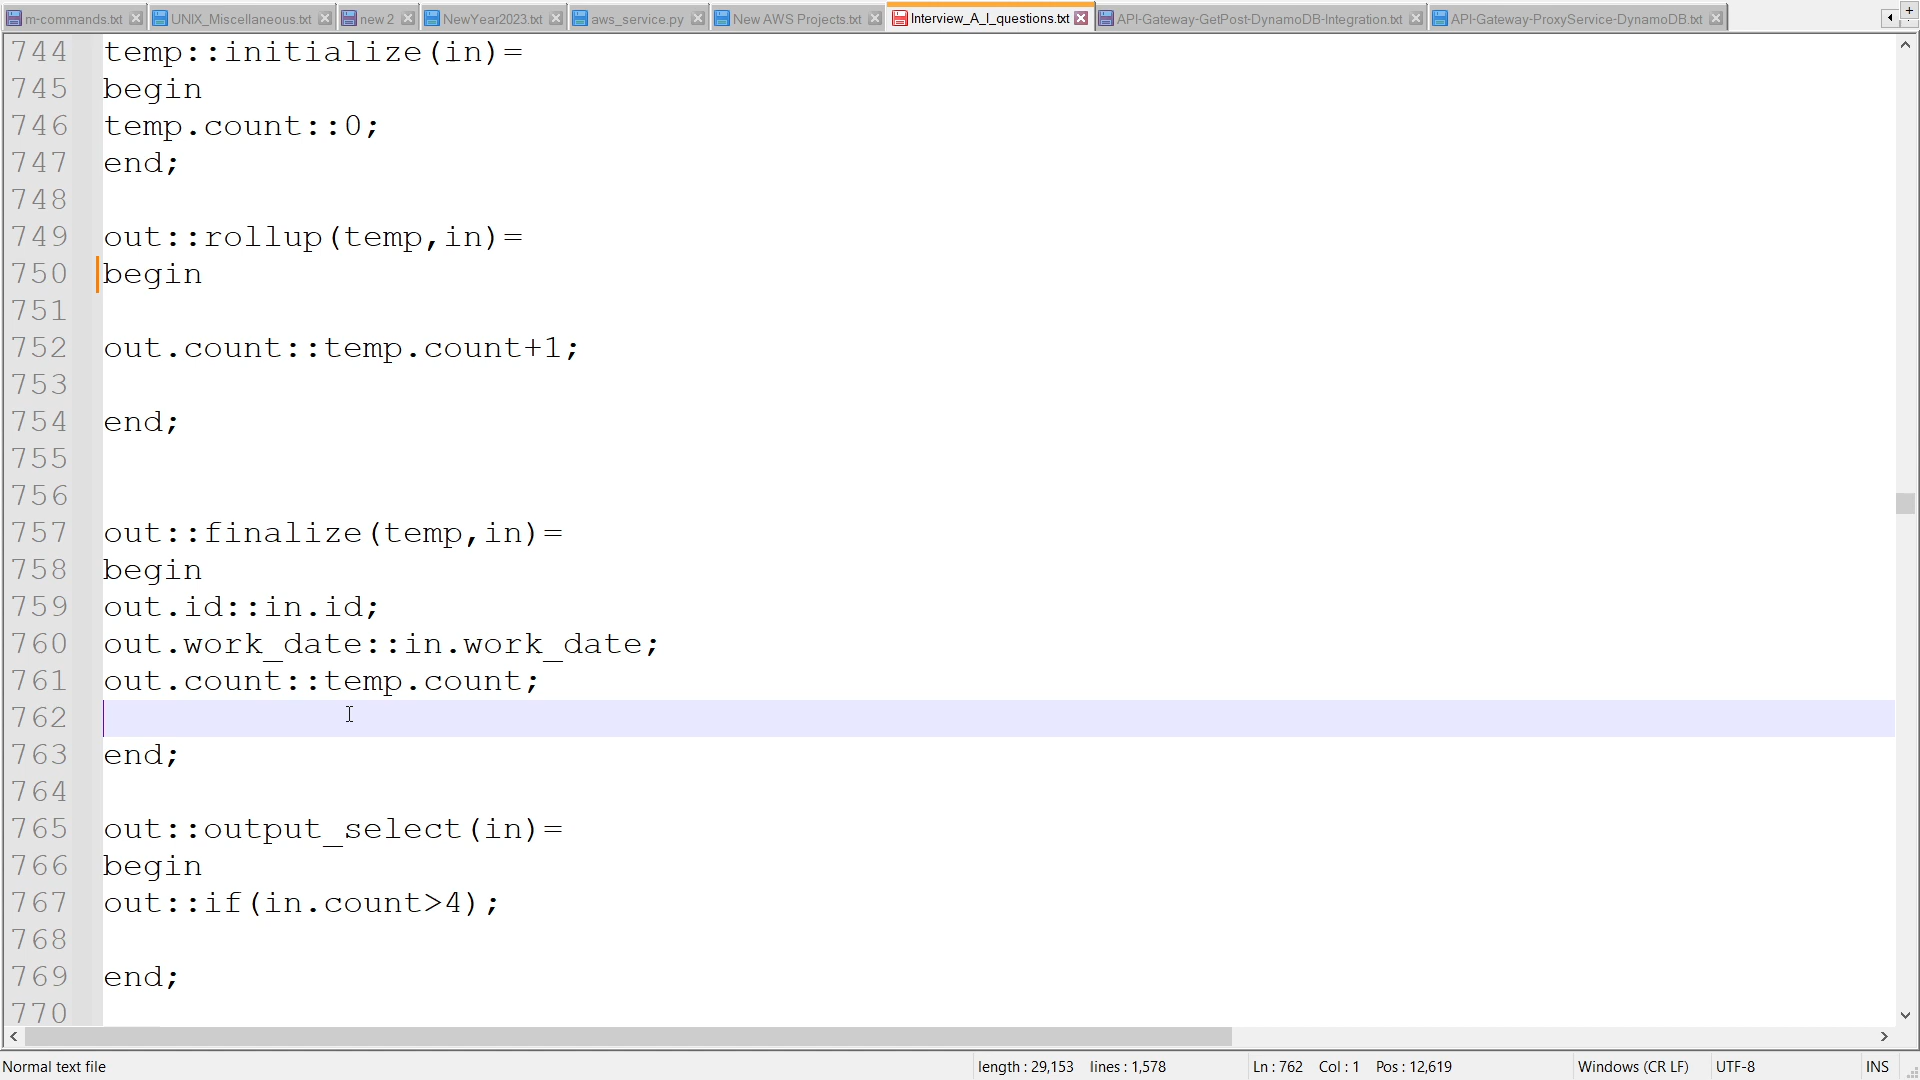 m-commands.txt UNIX_Miscellaneous.txt new 2 NewYear2023.txt aws_service.py New AWS Projects.txt Interview_A_I_questions.txt API-Gateway-GetPost-DynamoDB-Integration.txt API-Gateway-ProxyService-DynamoDB.txt
744 temp::initialize(in)=
745 begin
746 temp.count::0;
747 end;
748
749 out::rollup(temp,in)=
750 begin
751
752 out.count::temp.count+1;
753
754 end;
755
756
757 out::finalize(temp,in)=
758 begin
759 out.id::in.id;
760 out.work_date::in.work_date;
761 out.count::temp.count;
762
763 end;
764
765 out::output_select(in)=
766 begin
767 out::if(in.count>4);
768
769 end;
770
Normal text file length : 29,153 lines : 1,578 Ln : 762 Col : 1 Pos : 12,619 Windows (CR LF) UTF-8 INS